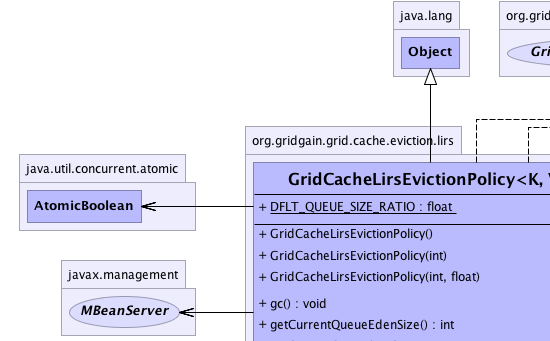 java.lang
org.grid
Object
Gri
org.gridgain.grid.cache.eviction.lirs
java.util.concurrent.atomic
GridCacheLirsEvictionPolicy<K, V
AtomicBoolean
+ DFLT_QUEUE_SIZE_RATIO : float
+ GridCacheLirsEvictionPolicy()
+ GridCacheLirsEvictionPolicy(int)
javax.management
+ GridCacheLirsEvictionPolicy(int, float)
+ gc() : void
MBeanServer
+ getCurrentQueueEdenSize() : int